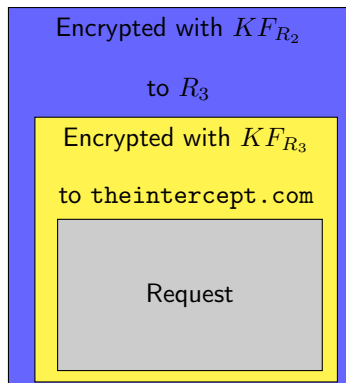 Encrypted with $KF_{R_2}$
to $R_3$
Encrypted with $KF_{R_3}$
to theintercept.com
Request